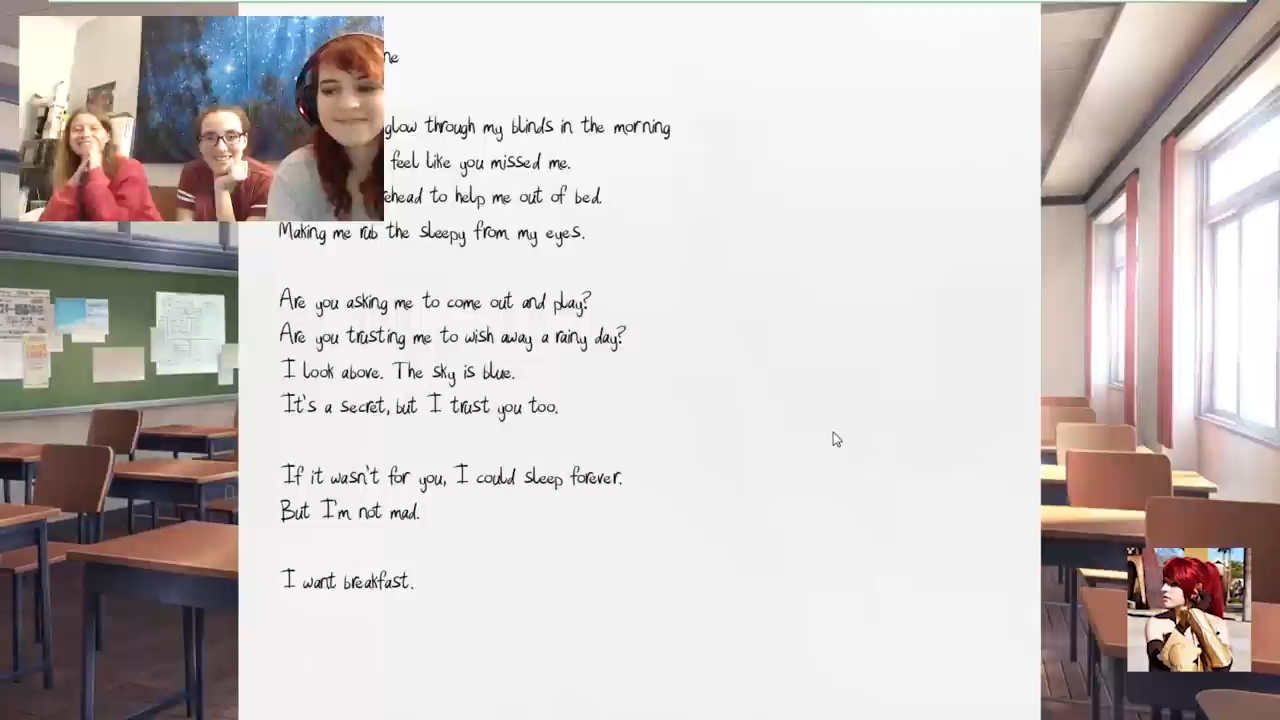 glow through my blinds in the morning
feel like you missed me.
to help me out of bed.
Making me rub the sleepy from my eyes.
Are you asking me to come out and play?
Are you trusting me to wish away a rainy day?
I look above. The sky is blue.
It's a secret, but I trust you too.
If it wasn't for you, I could sleep forever.
But I'm not mad.
I want breakfast.